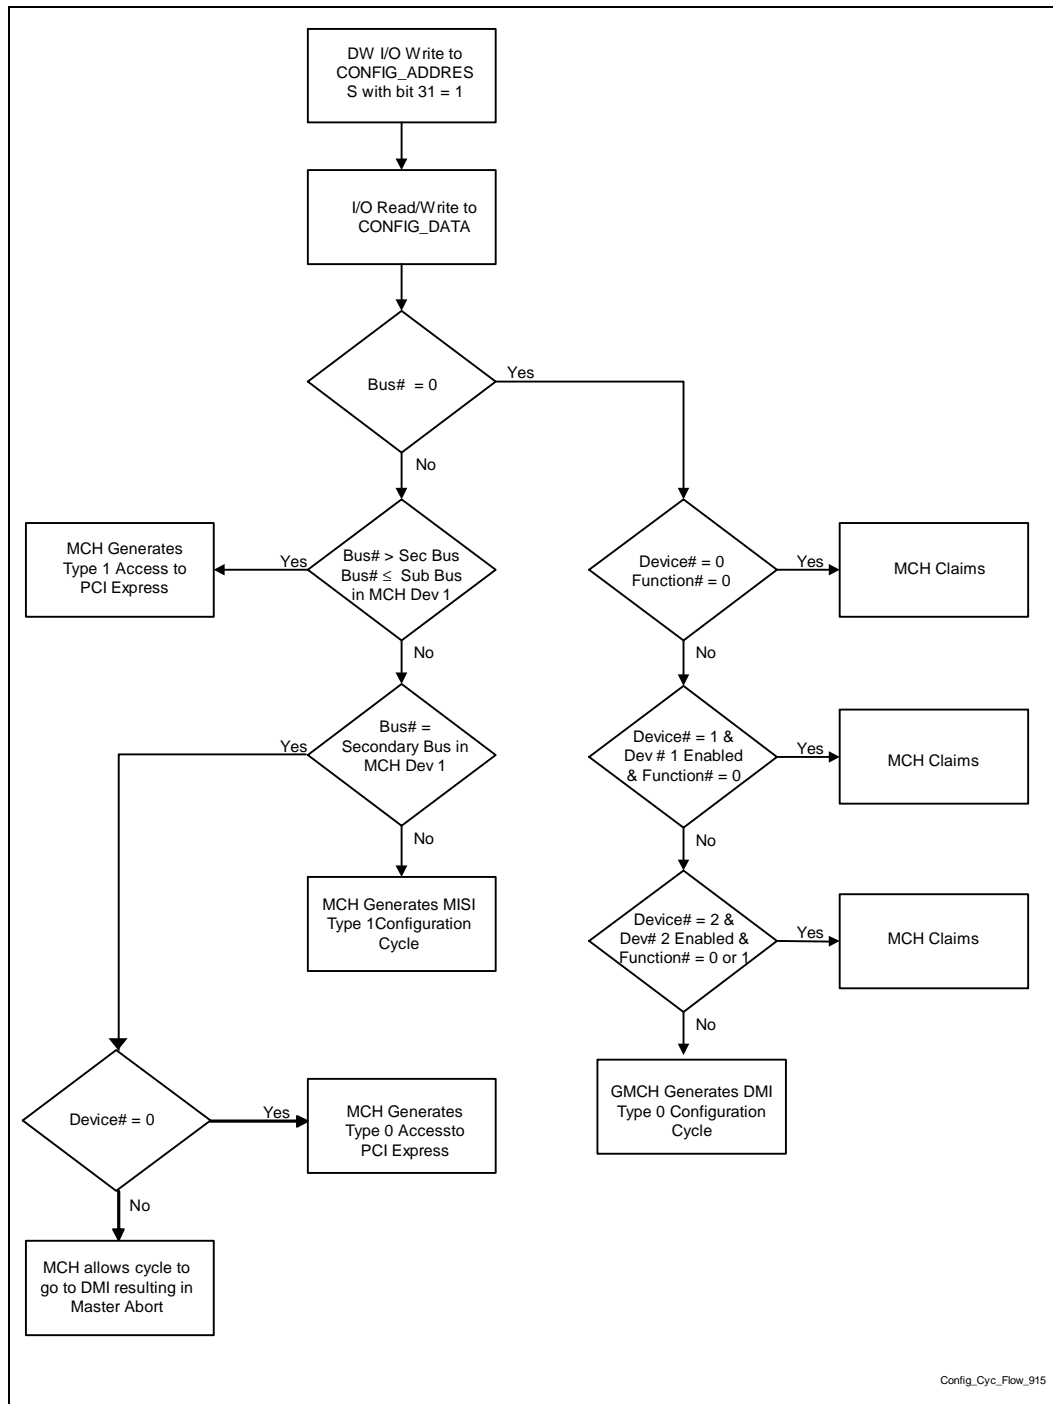 DW I/O Write to
CONFIG_ADDRES
S with bit 31 = 1
I/O Read/Write to
CONFIG_DATA
Bus# = 0
Yes
No
Bus# > Sec Bus
Bus# ≤ Sub Bus
in MCH Dev 1
Yes
MCH Generates
Type 1 Access to
PCI Express
No
Device# = 0
Function# = 0
Yes
MCH Claims
No
Bus# =
Secondary Bus in
MCH Dev 1
Yes
No
Device# = 1 &
Dev # 1 Enabled
& Function# = 0
Yes
MCH Claims
No
MCH Generates MISI
Type 1Configuration
Cycle
Device# = 2 &
Dev# 2 Enabled &
Function# = 0 or 1
Yes
MCH Claims
No
GMCH Generates DMI
Type 0 Configuration
Cycle
Device# = 0
Yes
MCH Generates
Type 0 Accessto
PCI Express
No
MCH allows cycle to
go to DMI resulting in
Master Abort
Config_Cyc_Flow_915